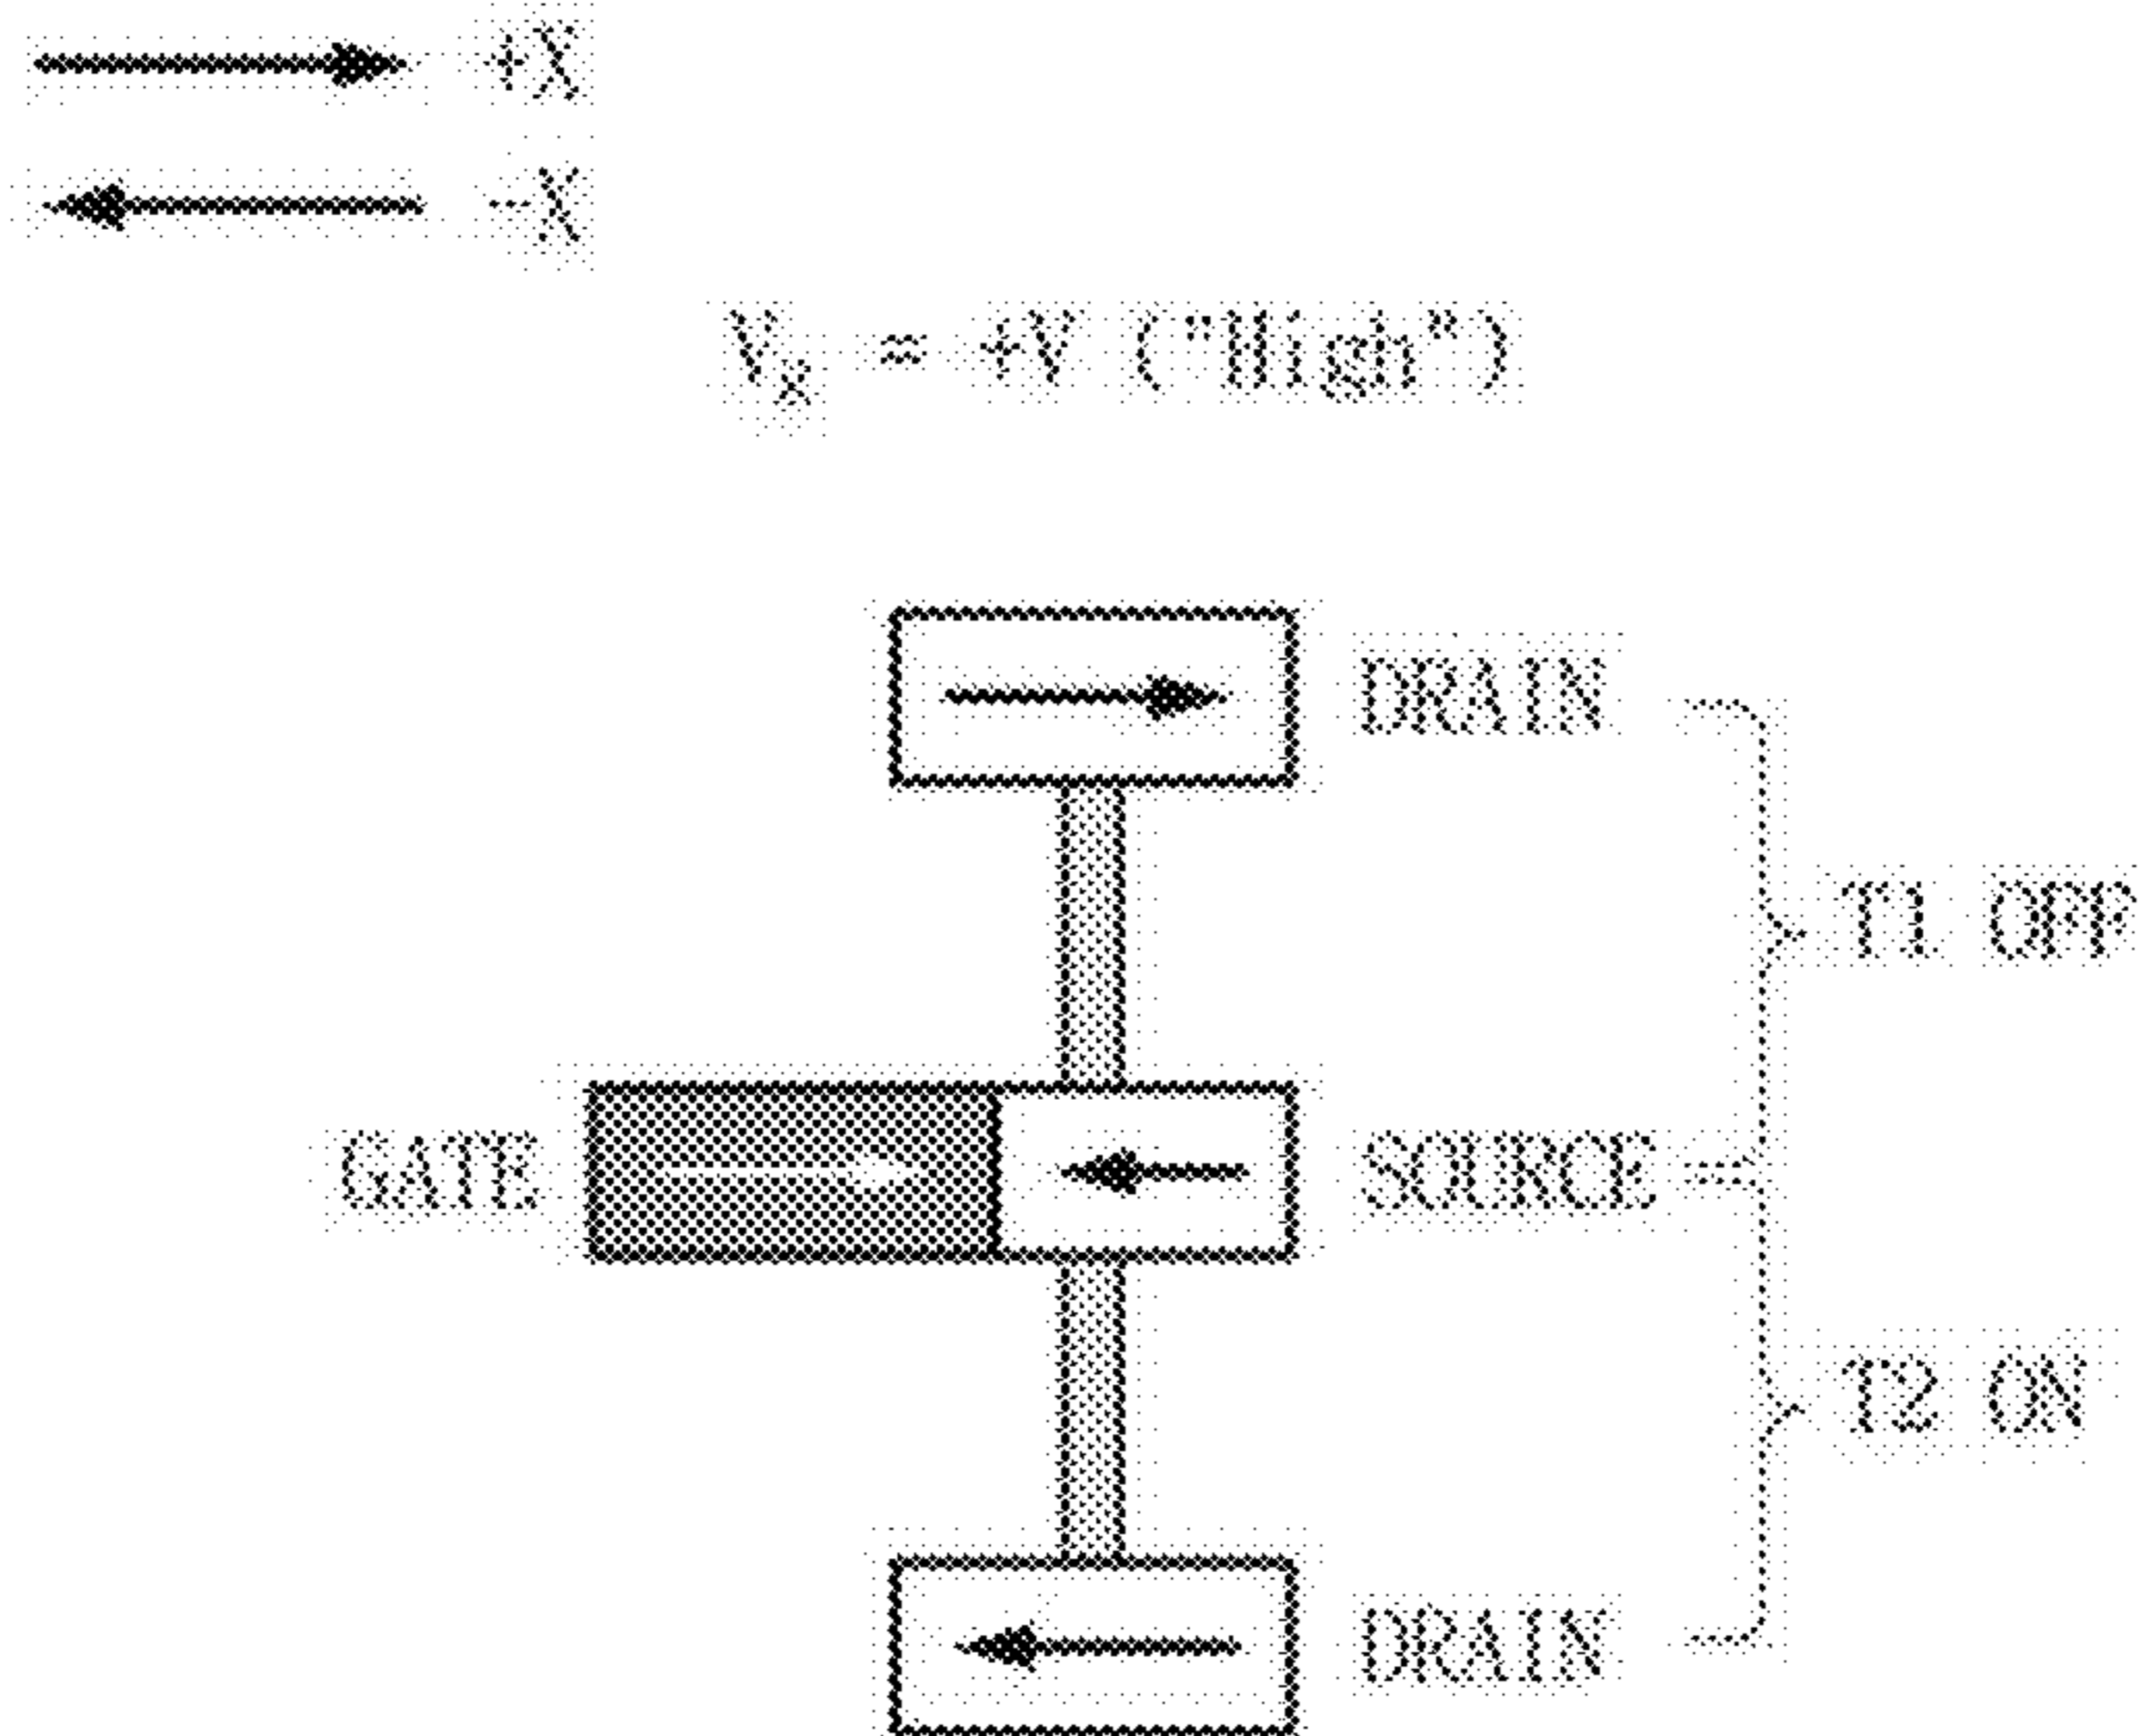 +X
-X
Vx = +V ("High")
DRAIN
T1 OFF
GATE
SOURCE
T2 ON
DRAIN